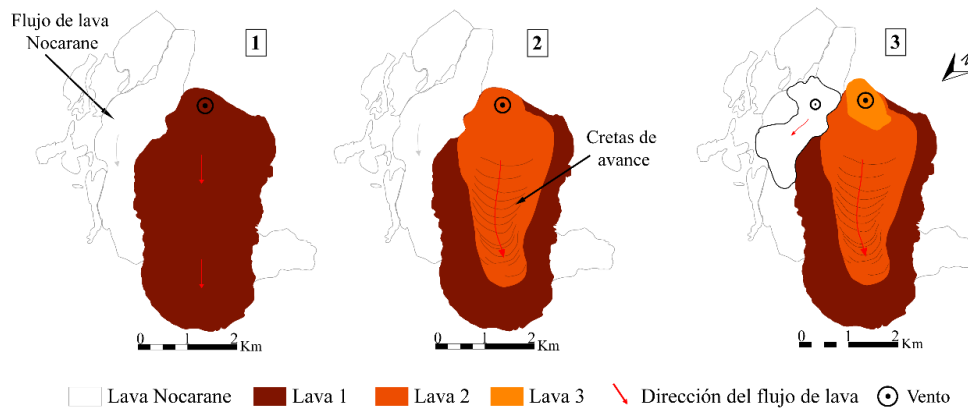 Flujo de lava
Nocarane
1
2
3
N
Cretas de
avance
0 1 2
Km
0 1 2
Km
0 1 2
Km
Lava Nocarane
Lava 1
Lava 2
Lava 3
Dirección del flujo de lava
Vento